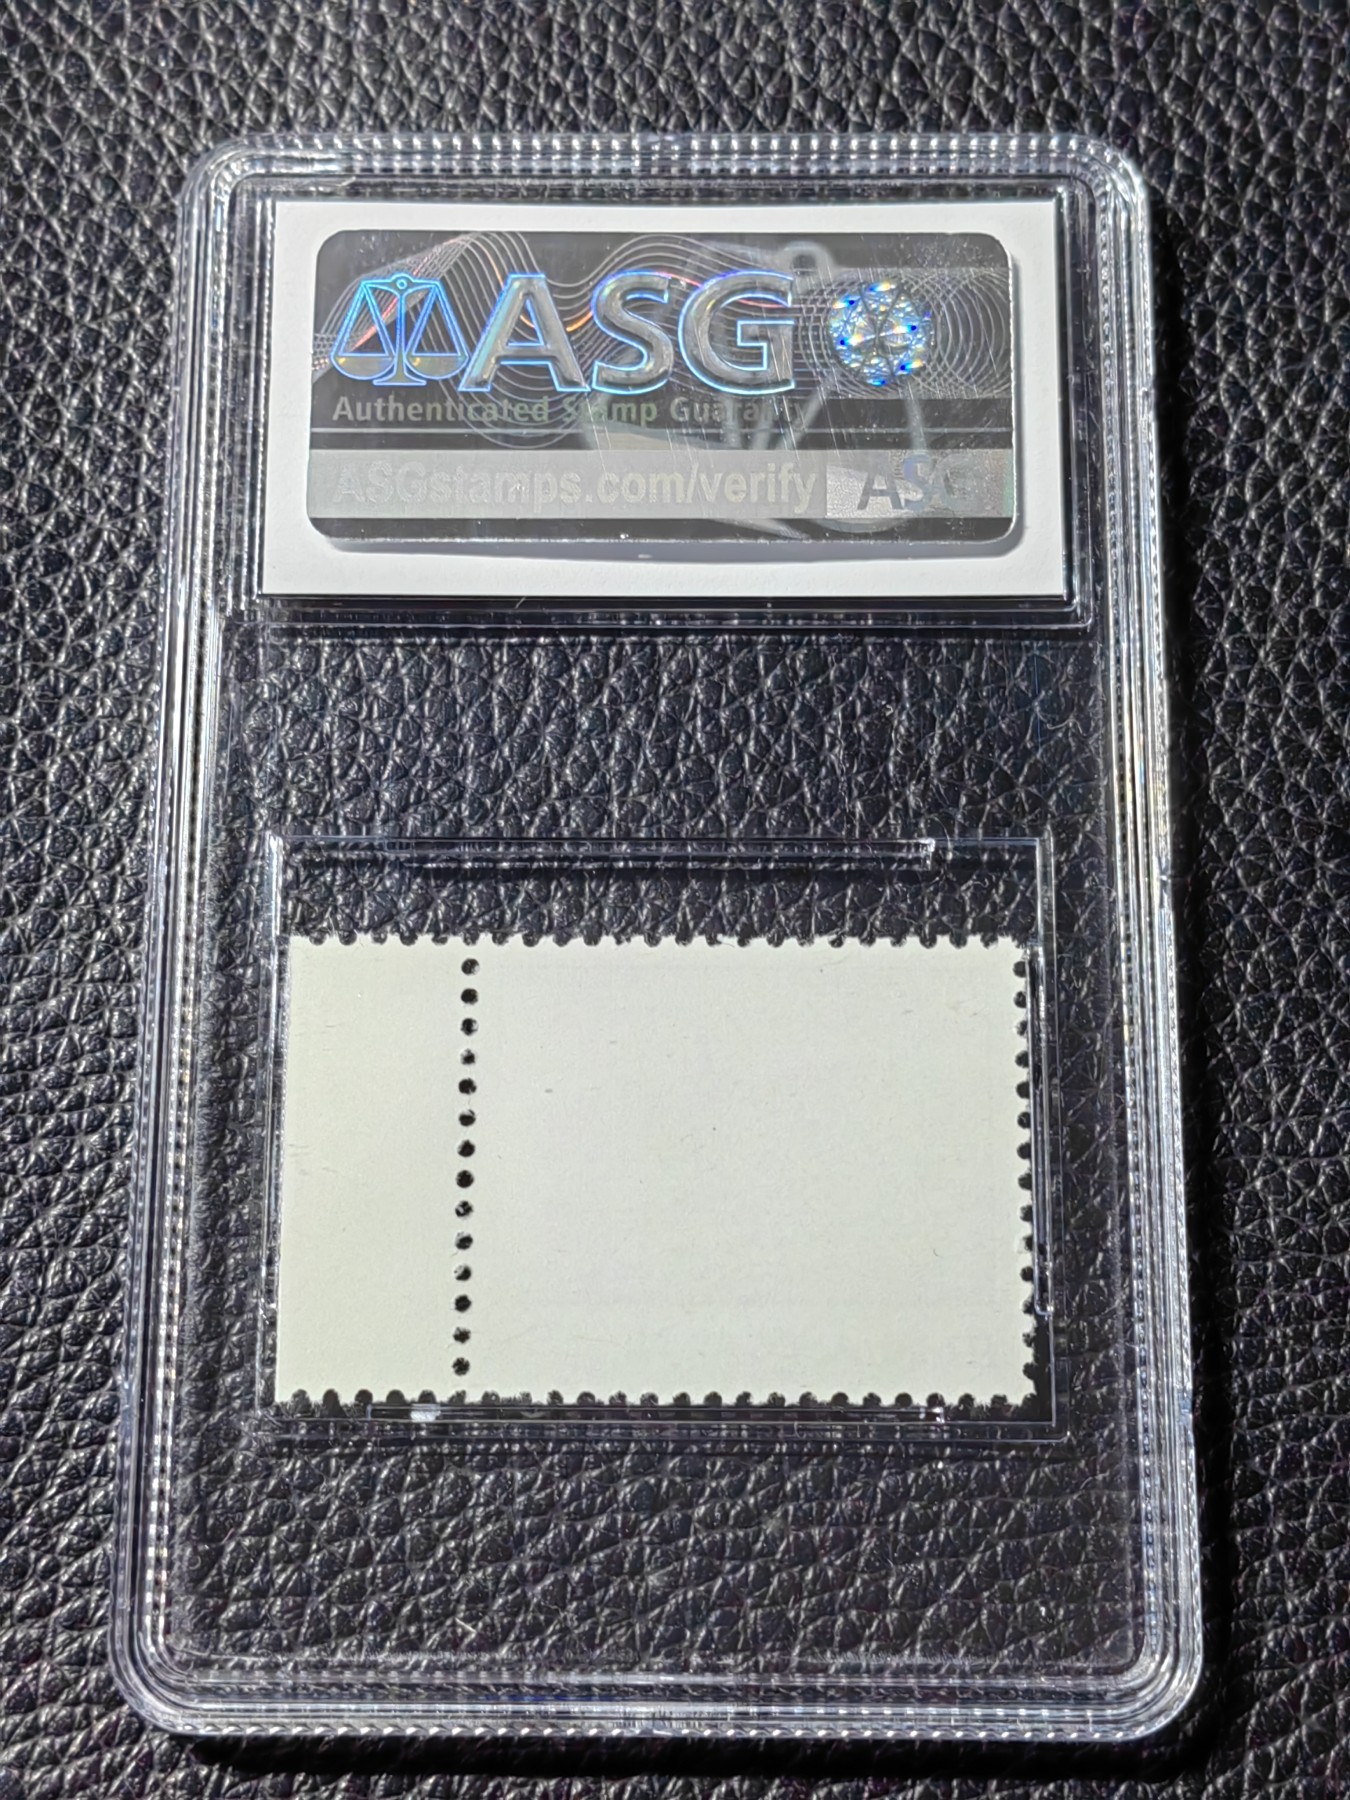 ASG
Authenticated Stamp Guaranty
ASGstamps.com/verify ASG